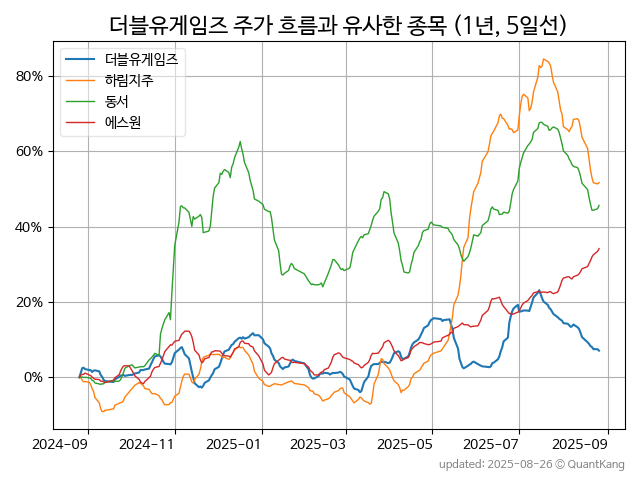 더블유게임즈 주가 흐름과 유사한 종목 (1년, 5일선)
더블유게임즈
하림지주
동서
에스원
80%
60%
40%
20%
0%
2024-09 2024-11 2025-01 2025-03 2025-05 2025-07 2025-09
updated: 2025-08-26 © QuantKang